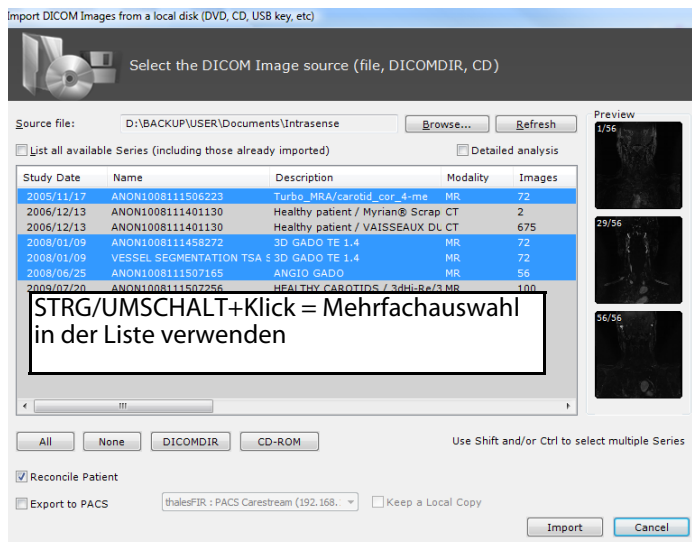 Import DICOM Images from a local disk (DVD, CD, USB key, etc)
Select the DICOM Image source (file, DICOMDIR, CD)
Source file: D:\BACKUP\USER\Documents\Intrasense Browse... Refresh
List all available Series (including those already imported) Detailed analysis
Preview
1/56
29/56
56/56
Study Date Name Description Modality Images
2005/11/17 ANON1008111506223 Turbo_MRA/carotid_cor_4-me MR 72
2006/12/13 ANON1008111401130 Healthy patient / Myrian® Scrap CT 2
2006/12/13 ANON1008111401130 Healthy patient / VAISSEAUX DU CT 675
2008/01/09 ANON1008111458272 3D GADO TE 1.4 MR 72
2008/01/09 VESSEL SEGMENTATION TSA S 3D GADO TE 1.4 MR 72
2008/06/25 ANON1008111507165 ANGIO GADO MR 56
2009/07/20 ANON1008111507256 HEALTHY CAROTIDS / 3dHi-Re/3 MR 100
STRG/UMSCHALT+Klick = Mehrfachauswahl
in der Liste verwenden
All None DICOMDIR CD-ROM Use Shift and/or Ctrl to select multiple Series
Reconcile Patient
Export to PACS thalesFIR : PACS Carestream (192.168. Keep a Local Copy
Import Cancel